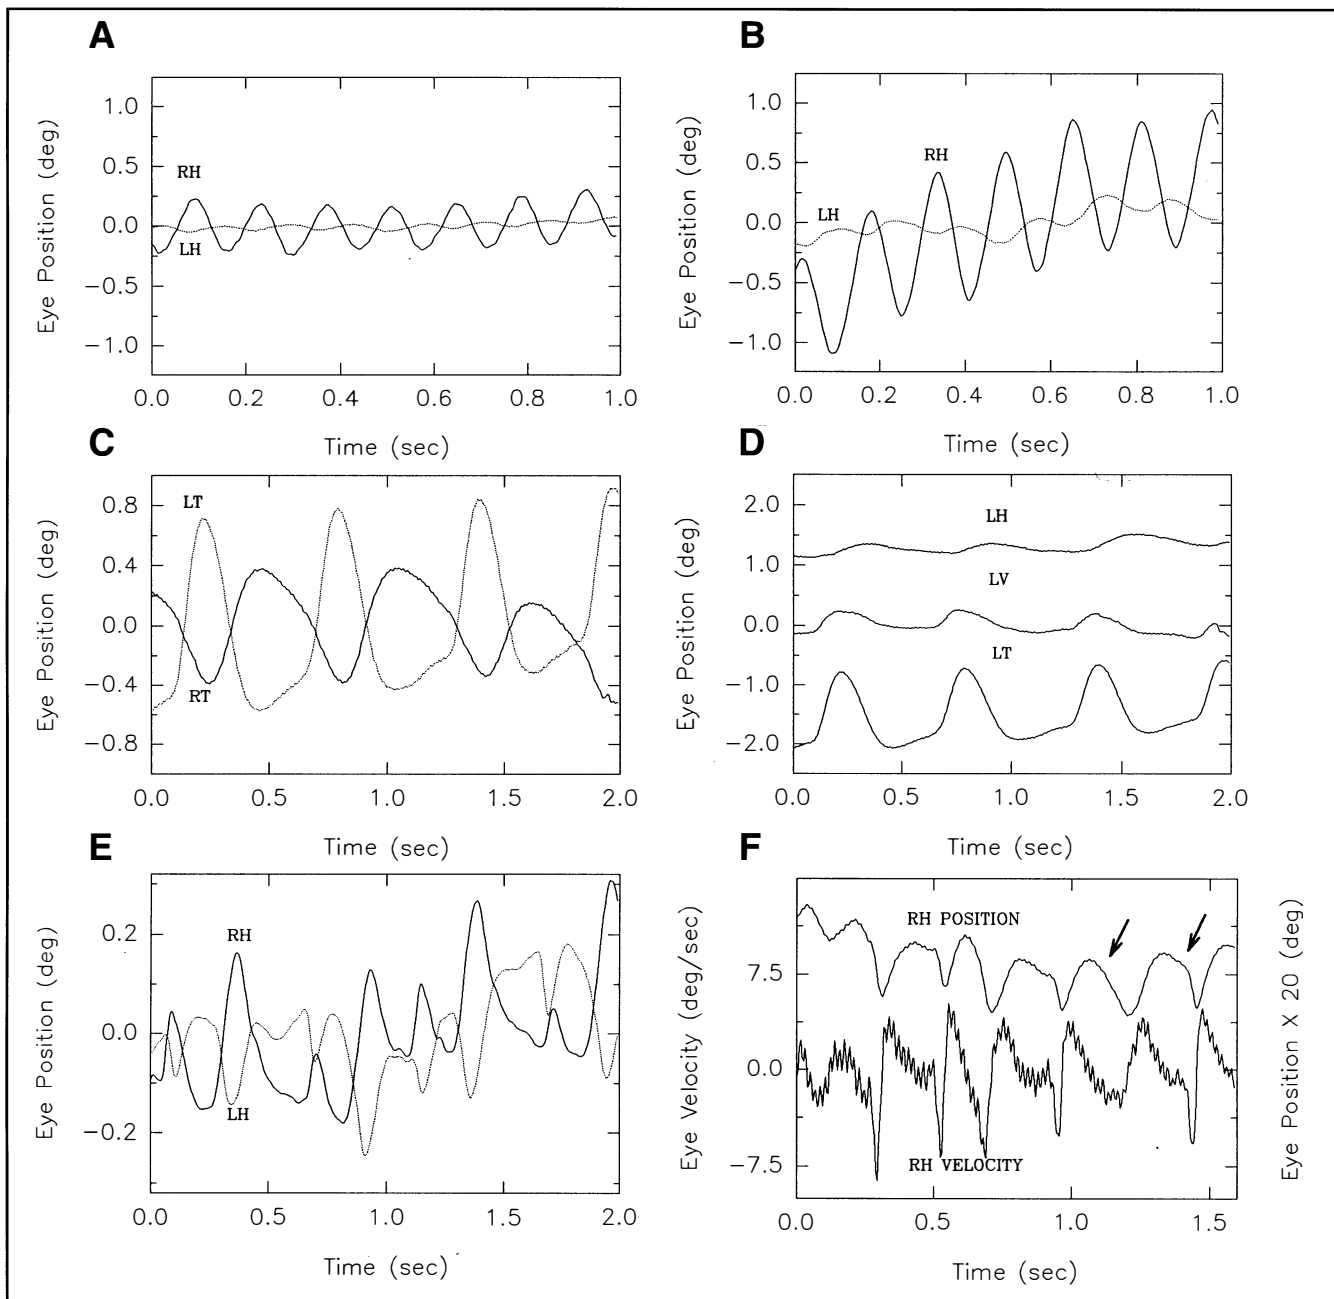 A
Eye Position (deg)
1.0
0.5
0.0
−0.5
−1.0
RH
LH
0.0 0.2 0.4 0.6 0.8 1.0
Time (sec)
B
Eye Position (deg)
1.0
0.5
0.0
−0.5
−1.0
RH
LH
0.0 0.2 0.4 0.6 0.8 1.0
Time (sec)
C
Eye Position (deg)
0.8
0.4
0.0
−0.4
−0.8
LT
RT
0.0 0.5 1.0 1.5 2.0
Time (sec)
D
Eye Position (deg)
2.0
1.0
0.0
−1.0
−2.0
LH
LV
LT
0.0 0.5 1.0 1.5 2.0
Time (sec)
E
Eye Position (deg)
0.2
0.0
−0.2
RH
LH
0.0 0.5 1.0 1.5 2.0
Time (sec)
F
Eye Velocity (deg/sec)
7.5
0.0
−7.5
RH POSITION
RH VELOCITY
Eye Position X 20 (deg)
0.0 0.5 1.0 1.5
Time (sec)